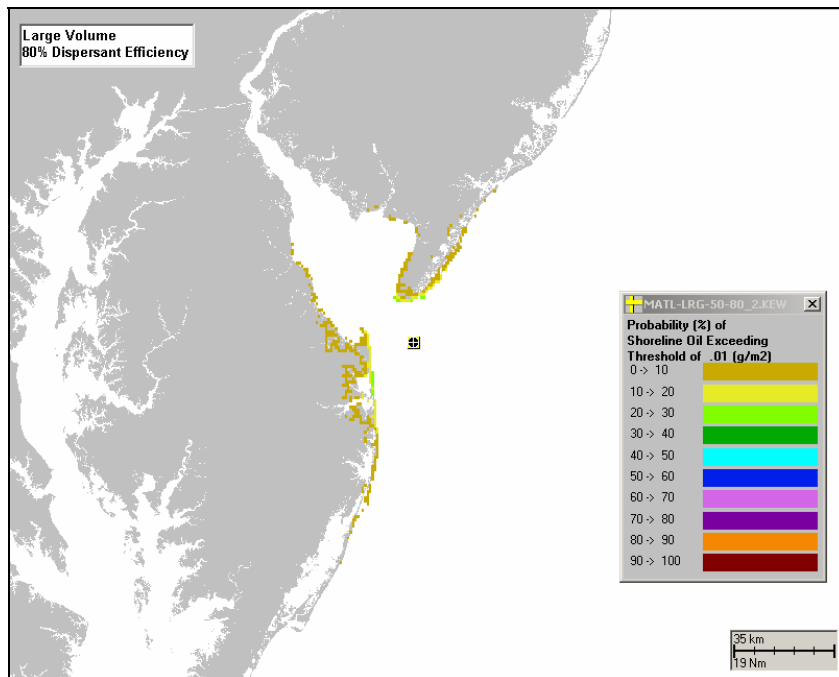 Large Volume
80% Dispersant Efficiency
MATL-LRG-50-80_2.KEW
Probability (%) of
Shoreline Oil Exceeding
Threshold of .01 (g/m2)
0 -> 10
10 -> 20
20 -> 30
30 -> 40
40 -> 50
50 -> 60
60 -> 70
70 -> 80
80 -> 90
90 -> 100
35 km
19 Nm